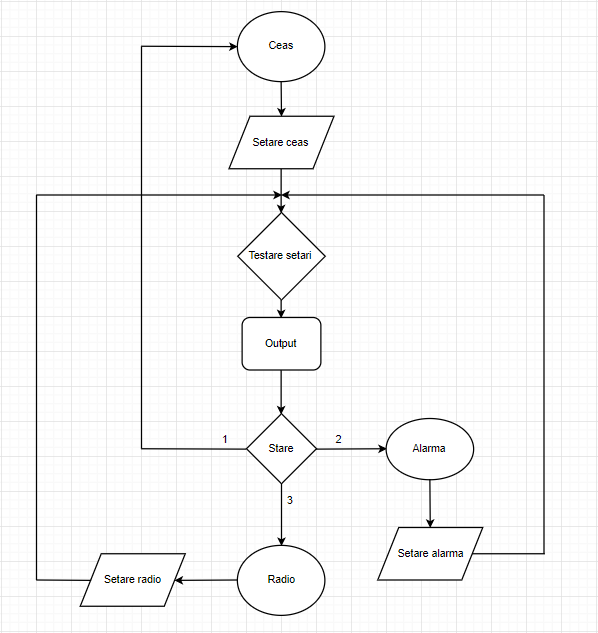 Ceas
Setare ceas
Testare setari
Output
1
Stare
2
Alarma
3
Setare alarma
Setare radio
Radio